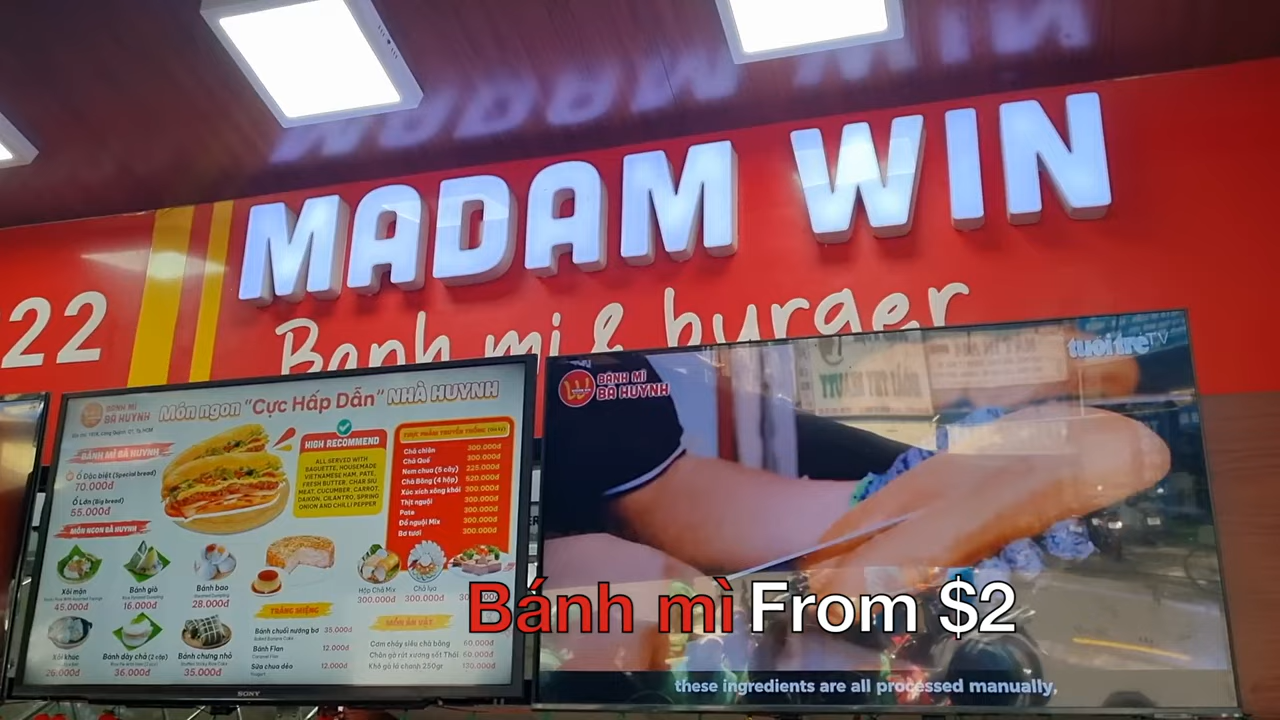 MADAM WIN
Banh mi & burger
22
BÁNH MÌ
BÀ HUYNH
Món ngon "Cực Hấp Dẫn" NHÀ HUYNH
BÁNH MÌ BÀ HUYNH
Ổ Đặc biệt (Special bread)
70.000đ
Ổ Lớn (Big bread)
55.000đ
MÓN NGON BÀ HUYNH
HIGH RECOMMEND
ALL SERVED WITH
BAGUETTE, HOUSEMADE
VIETNAMESE HAM, PATE,
FRESH BUTTER, CHAR SIU
MEAT, CUCUMBER, CARROT,
DAIKON, CILANTRO, SPRING
ONION AND CHILLI PEPPER
Chả chiên 300.000đ
Chả Quế 300.000đ
Nem chua (5 cây) 225.000đ
Chà Bông (4 hộp) 520.000đ
Xúc xích xông khói 300.000đ
Thịt nguội 300.000đ
Pate 300.000đ
Đồ nguội Mix 300.000đ
Bơ tươi 300.000đ
Xôi mặn
45.000đ
Bánh giò
16.000đ
Bánh bao
28.000đ
Hộp Chả Mix
300.000đ
Chả lụa
300.000đ
Xôi khúc
26.000đ
Bánh dày chả (2 cặp)
36.000đ
Bánh chưng nhỏ
35.000đ
TRÁNG MIỆNG
Bánh chuối nướng bơ 35.000đ
Bánh Flan 12.000đ
Sữa chua dẻo 12.000đ
MÓN ĂN VẶT
Cơm cháy siêu chà bông 60.000đ
Chân gà rút xương sốt Thái 60.000đ
Khô gà lá chanh 250gr 130.000đ
SONY
BÁNH MÌ
BÀ HUYNH
tuổi trẻ TV
Bánh mì From $2
these ingredients are all processed manually,